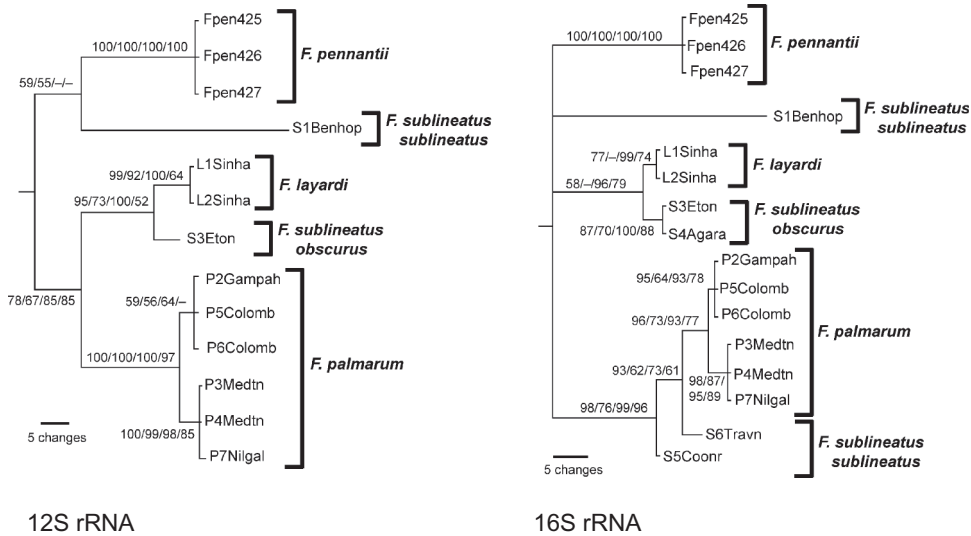 Fpen425
100/100/100/100
Fpen426
F. pennantii
Fpen427
59/55/–/–
S1Benhop
F. sublineatus
sublineatus
L1Sinha
99/92/100/64
F. layardi
L2Sinha
95/73/100/52
S3Eton
F. sublineatus
obscurus
P2Gampah
78/67/85/85
59/56/64/–
P5Colomb
P6Colomb
100/100/100/97
F. palmarum
P3Medtn
P4Medtn
100/99/98/85
P7Nilgal
5 changes
12S rRNA
Fpen425
100/100/100/100
Fpen426
F. pennantii
Fpen427
S1Benhop
F. sublineatus
sublineatus
L1Sinha
77/–/99/74
F. layardi
L2Sinha
58/–/96/79
S3Eton
F. sublineatus
obscurus
87/70/100/88
S4Agara
P2Gampah
95/64/93/78
P5Colomb
P6Colomb
96/73/93/77
F. palmarum
P3Medtn
93/62/73/61
P4Medtn
98/87/
95/89
P7Nilgal
98/76/99/96
S6Travn
F. sublineatus
sublineatus
S5Coonr
5 changes
16S rRNA